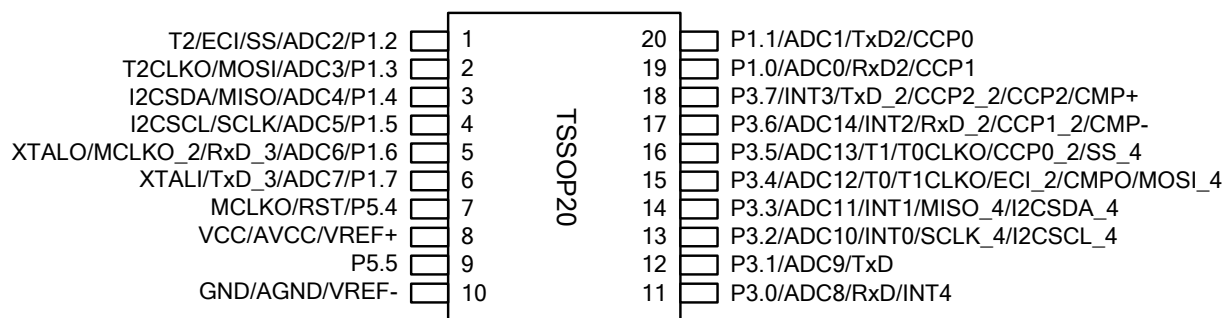 T2/ECI/SS/ADC2/P1.2 1 20 P1.1/ADC1/TxD2/CCP0
T2CLKO/MOSI/ADC3/P1.3 2 19 P1.0/ADC0/RxD2/CCP1
I2CSDA/MISO/ADC4/P1.4 3 18 P3.7/INT3/TxD_2/CCP2_2/CCP2/CMP+
I2CSCL/SCLK/ADC5/P1.5 4 17 P3.6/ADC14/INT2/RxD_2/CCP1_2/CMP-
XTALO/MCLKO_2/RxD_3/ADC6/P1.6 5 16 P3.5/ADC13/T1/T0CLKO/CCP0_2/SS_4
XTALI/TxD_3/ADC7/P1.7 6 15 P3.4/ADC12/T0/T1CLKO/ECI_2/CMPO/MOSI_4
MCLKO/RST/P5.4 7 14 P3.3/ADC11/INT1/MISO_4/I2CSDA_4
VCC/AVCC/VREF+ 8 13 P3.2/ADC10/INT0/SCLK_4/I2CSCL_4
P5.5 9 12 P3.1/ADC9/TxD
GND/AGND/VREF- 10 11 P3.0/ADC8/RxD/INT4
TSSOP20